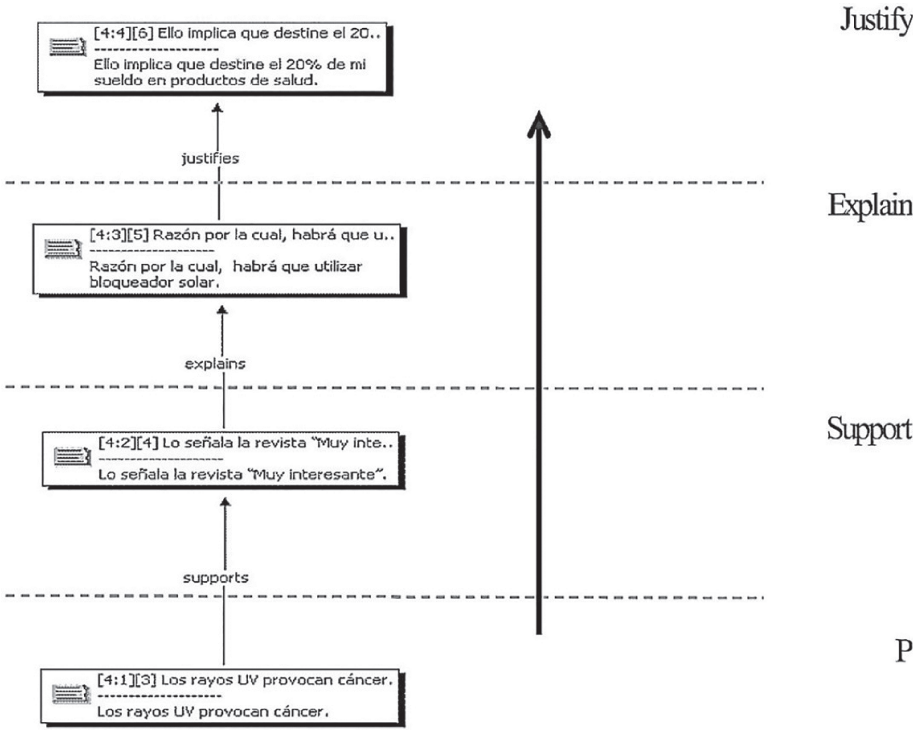 Justify
[4:4][6] Ello implica que destine el 20..
--------------------
Ello implica que destine el 20% de mi
sueldo en productos de salud.
justifies
Explain
[4:3][5] Razón por la cual, habrá que u..
--------------------
Razón por la cual, habrá que utilizar
bloqueador solar.
explains
Support
[4:2][4] Lo señala la revista "Muy inte..
--------------------
Lo señala la revista "Muy interesante".
supports
P
[4:1][3] Los rayos UV provocan cáncer.
--------------------
Los rayos UV provocan cáncer.